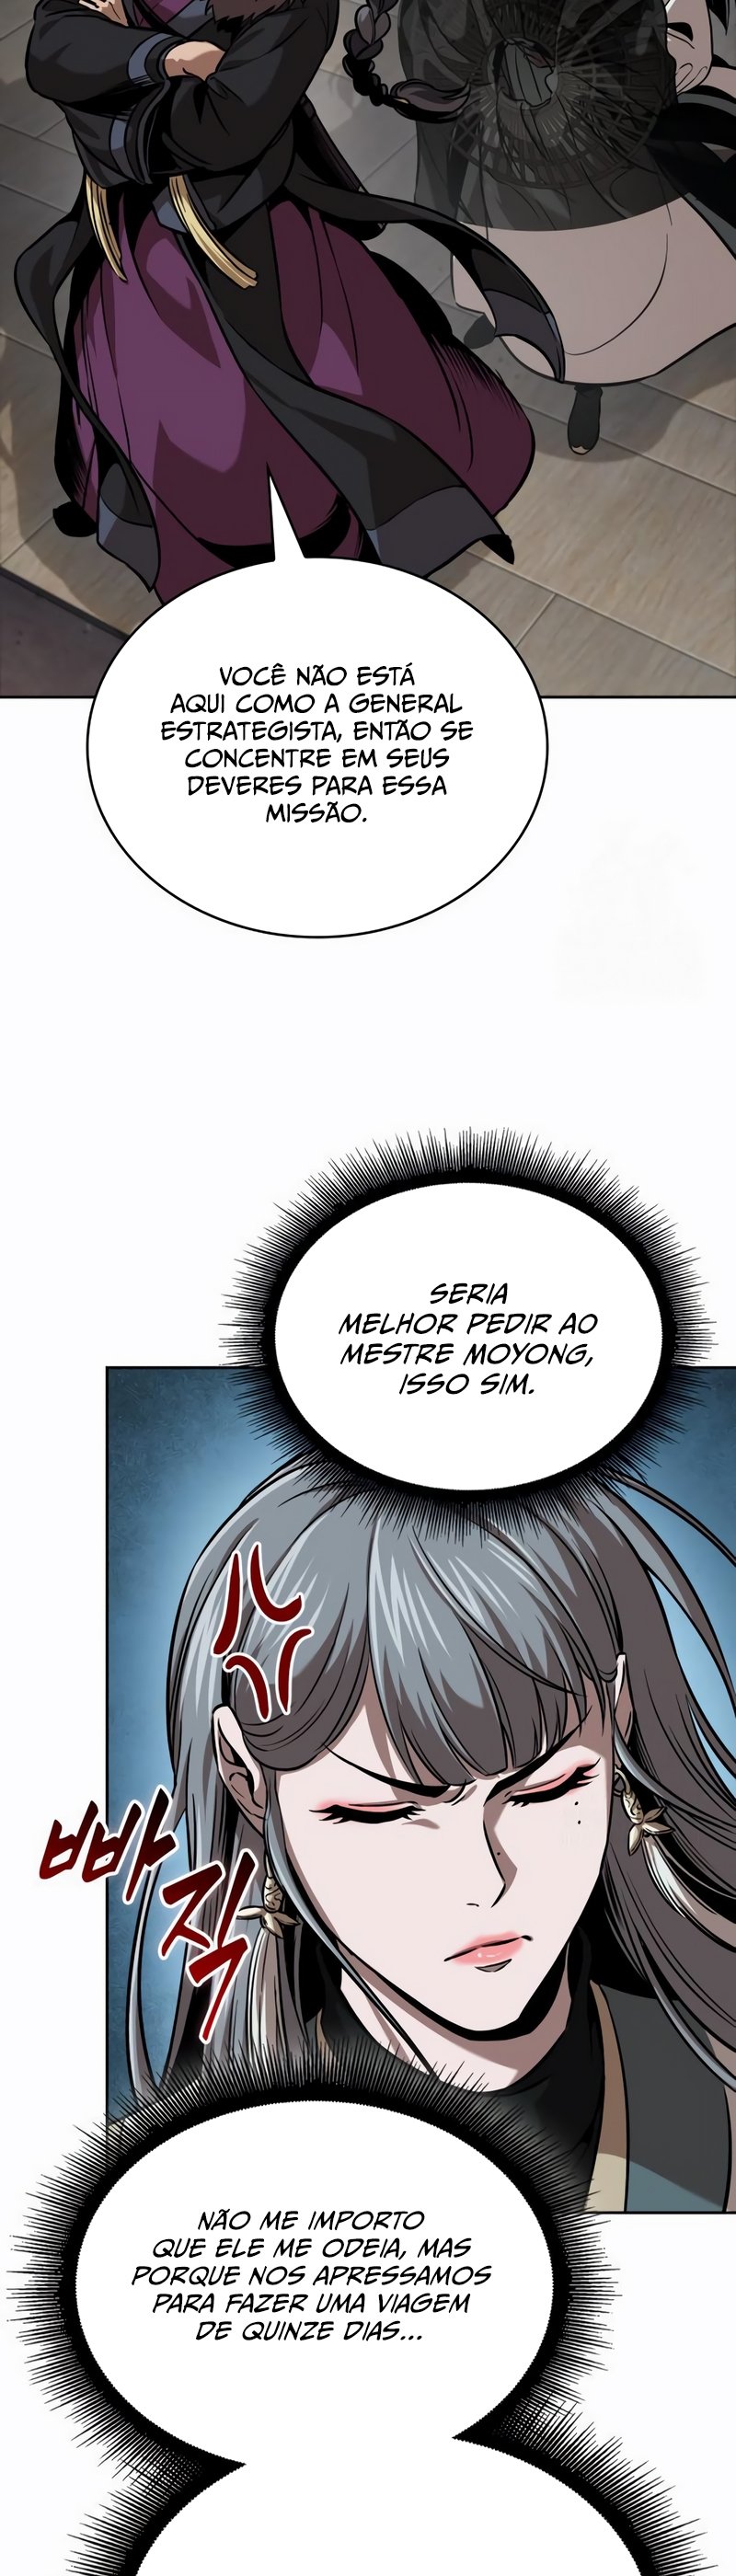 VOCÊ NÃO ESTÁ
AQUI COMO A GENERAL
ESTRATEGISTA, ENTÃO SE
CONCENTRE EM SEUS
DEVERES PARA ESSA
MISSÃO.
SERIA
MELHOR PEDIR AO
MESTRE MOYONG,
ISSO SIM.
빠
직
NÃO ME IMPORTO
QUE ELE ME ODEIA, MAS
PORQUE NOS APRESSAMOS
PARA FAZER UMA VIAGEM
DE QUINZE DIAS...